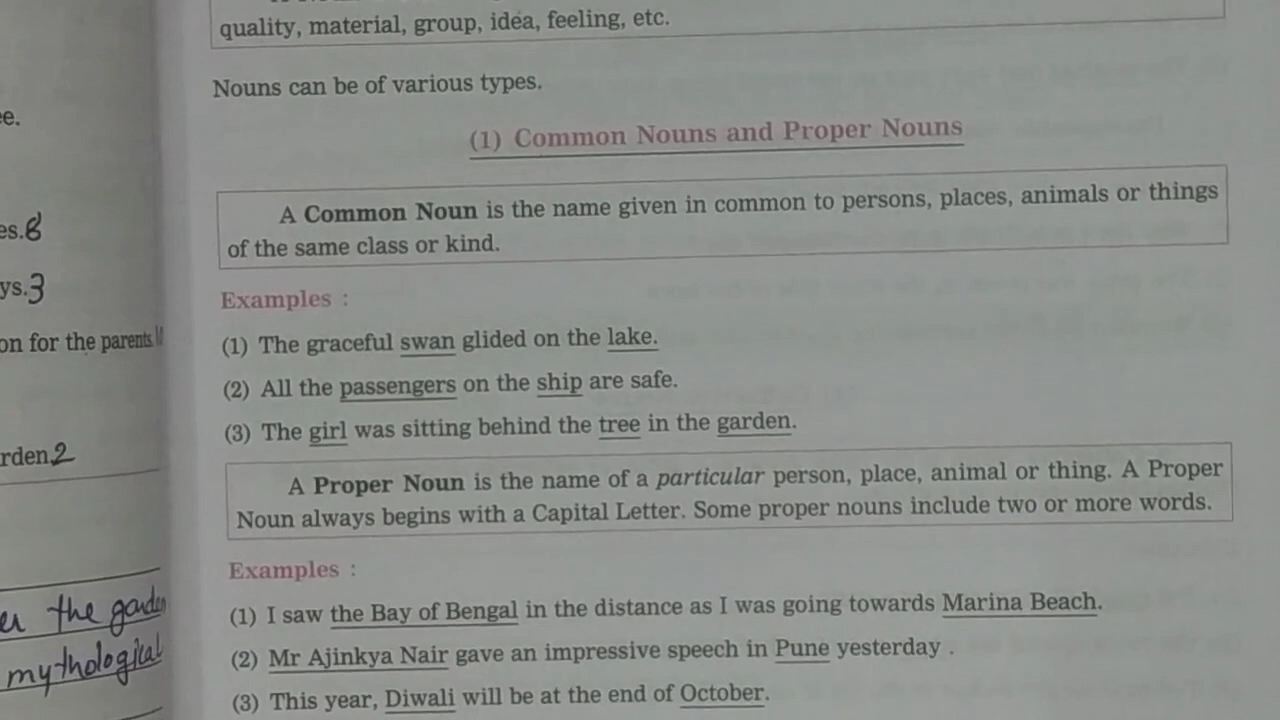 quality, material, group, idea, feeling, etc.
Nouns can be of various types.
(1) Common Nouns and Proper Nouns
A Common Noun is the name given in common to persons, places, animals or things
of the same class or kind.
Examples :
(1) The graceful swan glided on the lake.
(2) All the passengers on the ship are safe.
(3) The girl was sitting behind the tree in the garden.
A Proper Noun is the name of a particular person, place, animal or thing. A Proper
Noun always begins with a Capital Letter. Some proper nouns include two or more words.
Examples :
(1) I saw the Bay of Bengal in the distance as I was going towards Marina Beach.
(2) Mr Ajinkya Nair gave an impressive speech in Pune yesterday .
(3) This year, Diwali will be at the end of October.
e.
es.8
ys.3
on for the parents
rden2
er the garden
mythological